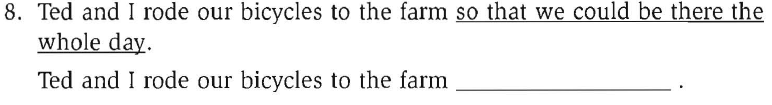 8. Ted and I rode our bicycles to the farm so that we could be there the
whole day.
Ted and I rode our bicycles to the farm ____________________ .